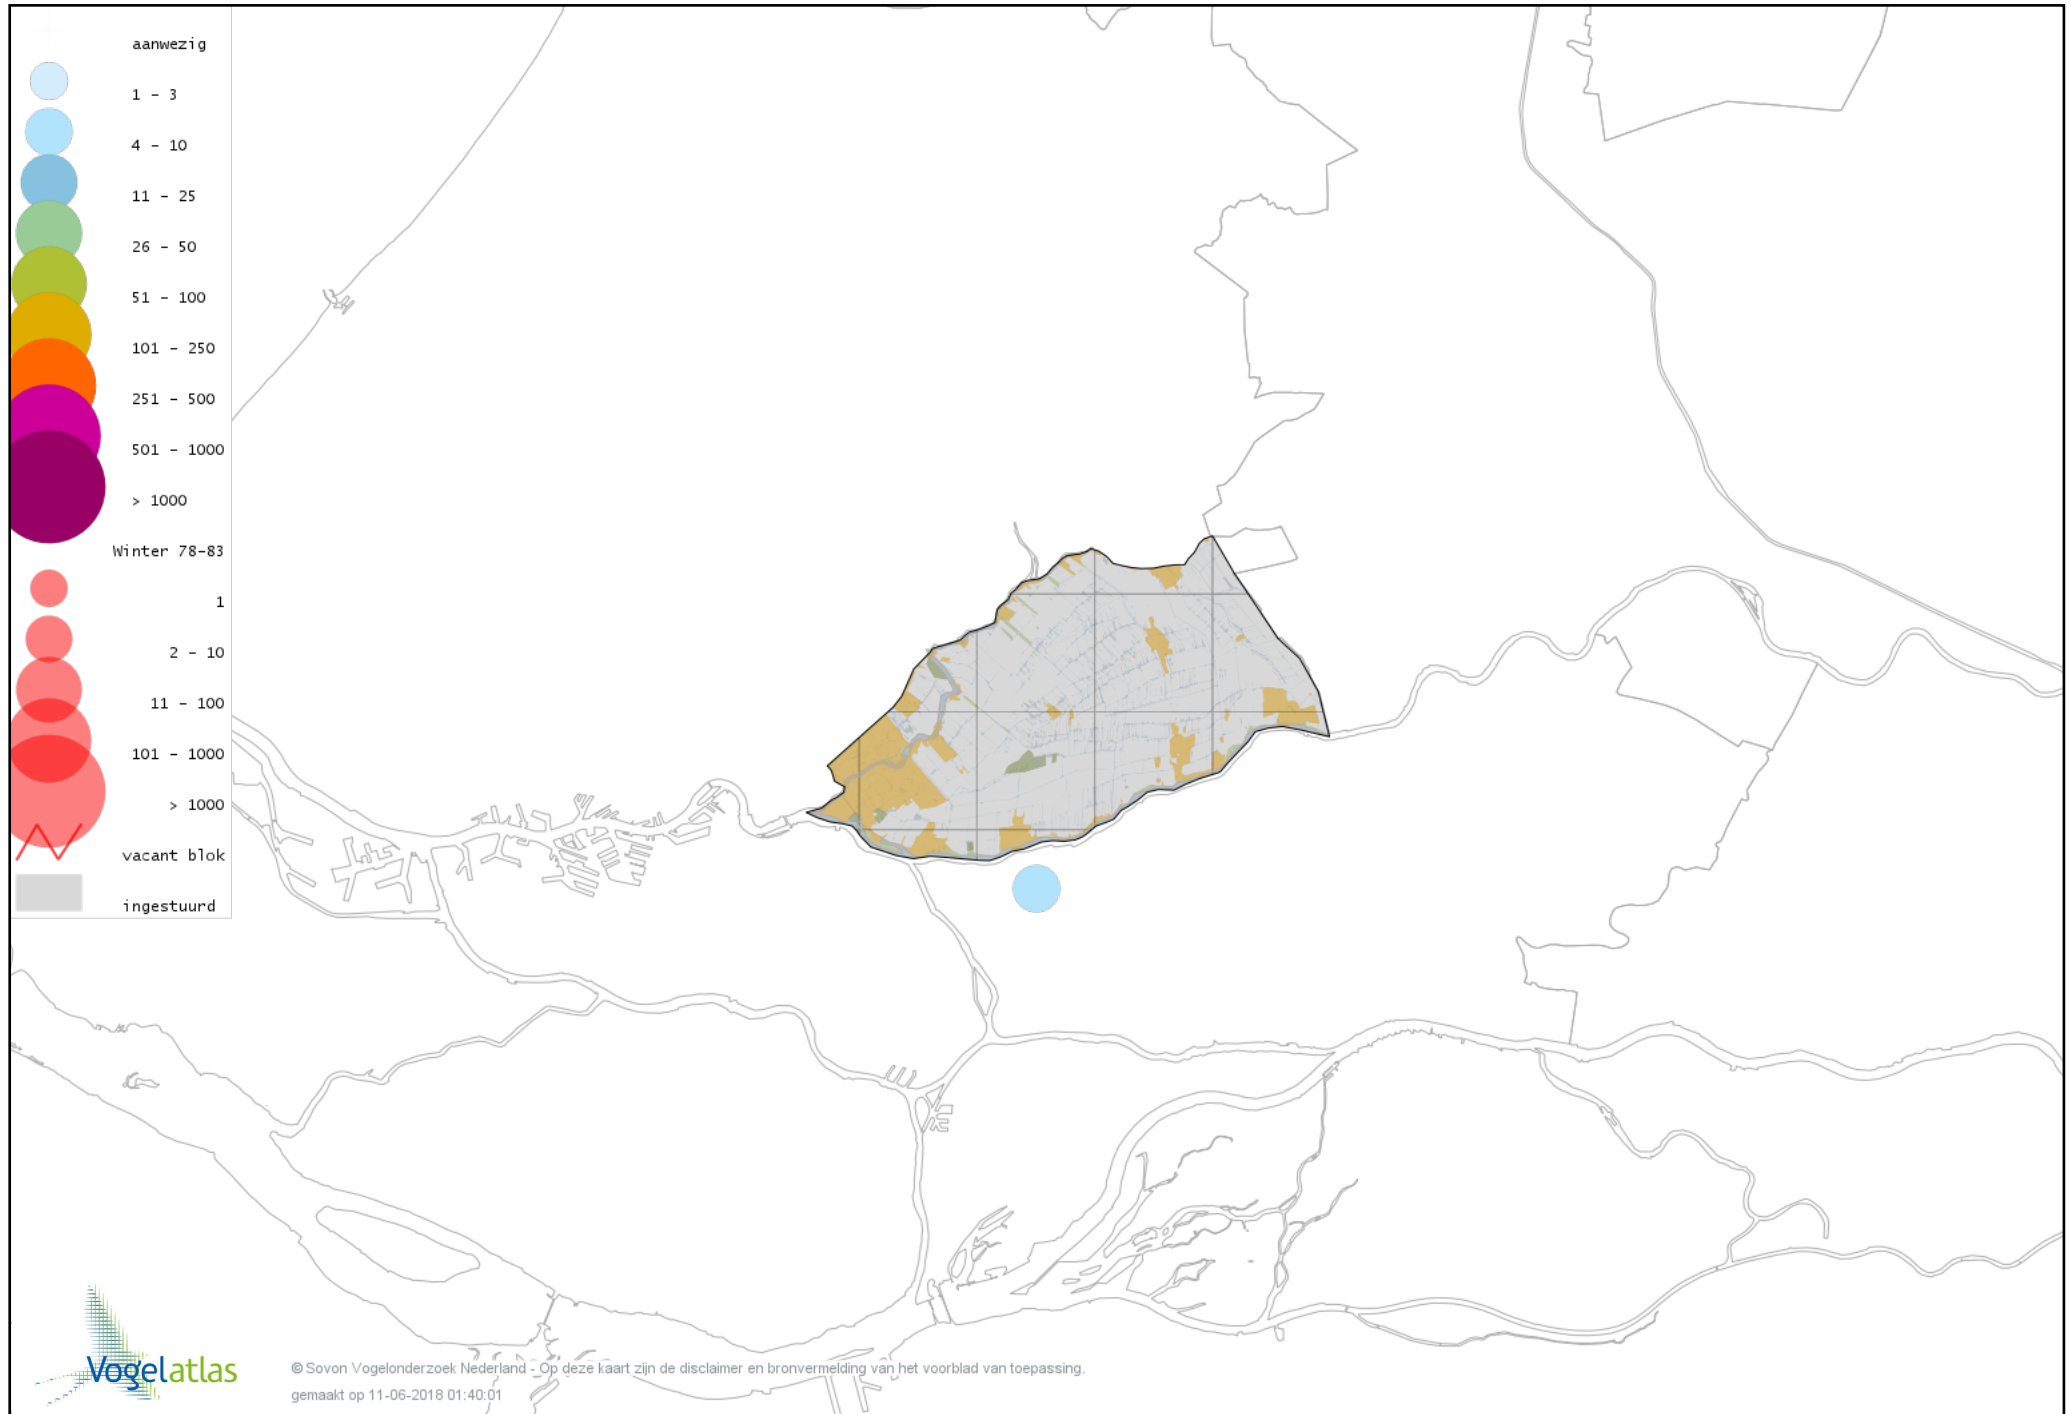 aanwezig
1 - 3
4 - 10
11 - 25
26 - 50
51 - 100
101 - 250
251 - 500
501 - 1000
> 1000
Winter 78-83
1
2 - 10
11 - 100
101 - 1000
> 1000
vacant blok
ingestuurd
Vogelatlas
© Sovon Vogelonderzoek Nederland - Op deze kaart zijn de disclaimer en bronvermelding van het voorblad van toepassing.
gemaakt op 11-06-2018 01:40:01